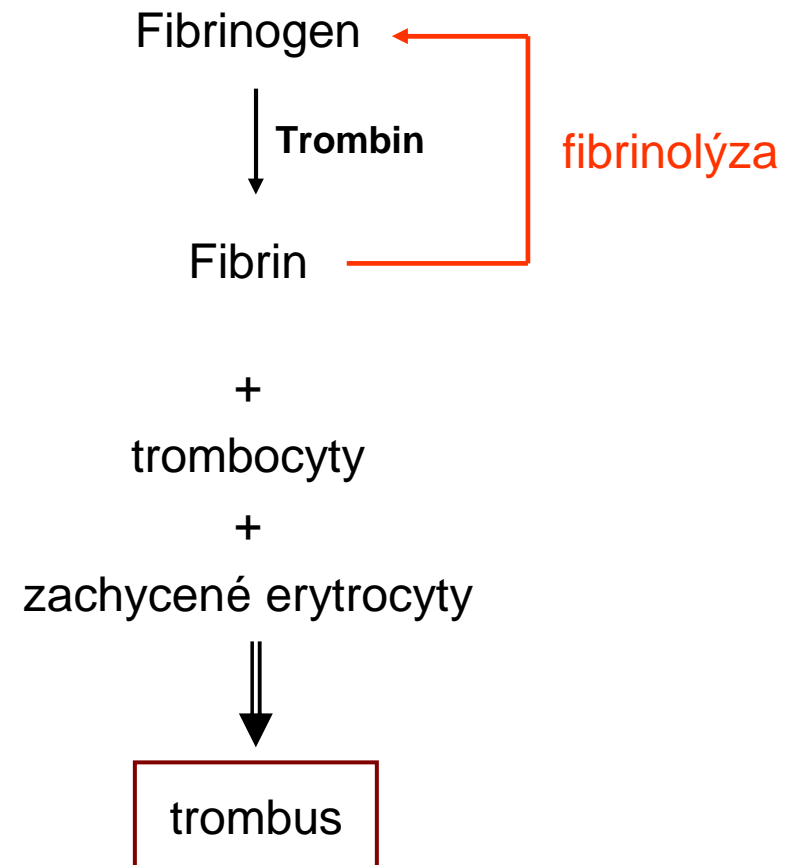 Fibrinogen
Trombin
fibrinolýza
Fibrin
+
trombocyty
+
zachycené erytrocyty
trombus